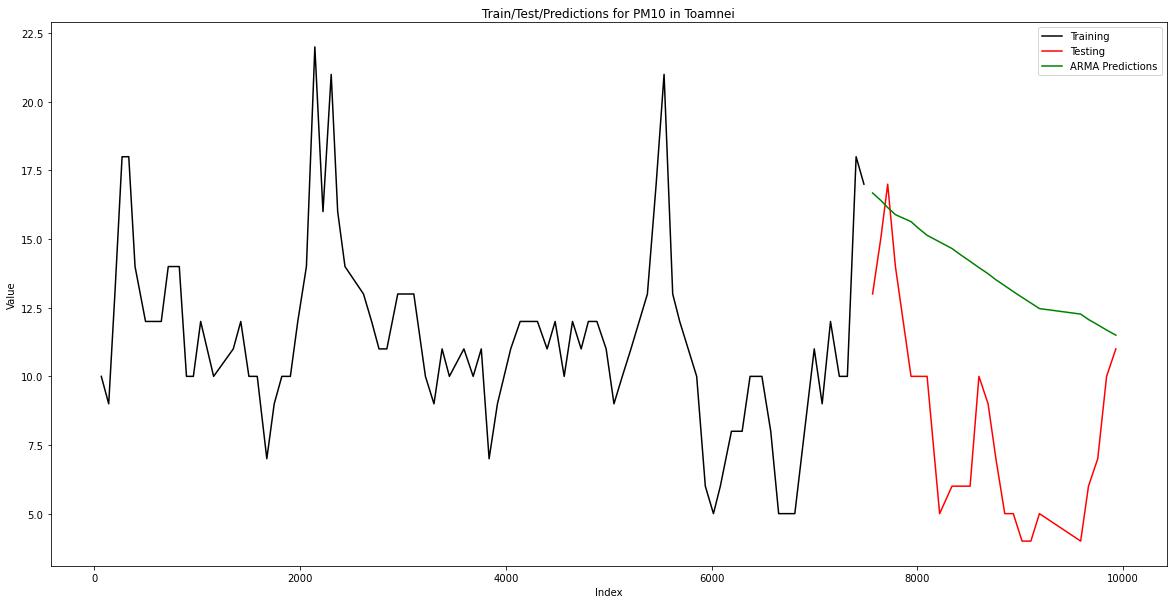 Train/Test/Predictions for PM10 in Toamnei
Training
Testing
ARMA Predictions
22.5
20.0
17.5
15.0
12.5
10.0
7.5
5.0
Value
0 2000 4000 6000 8000 10000
Index